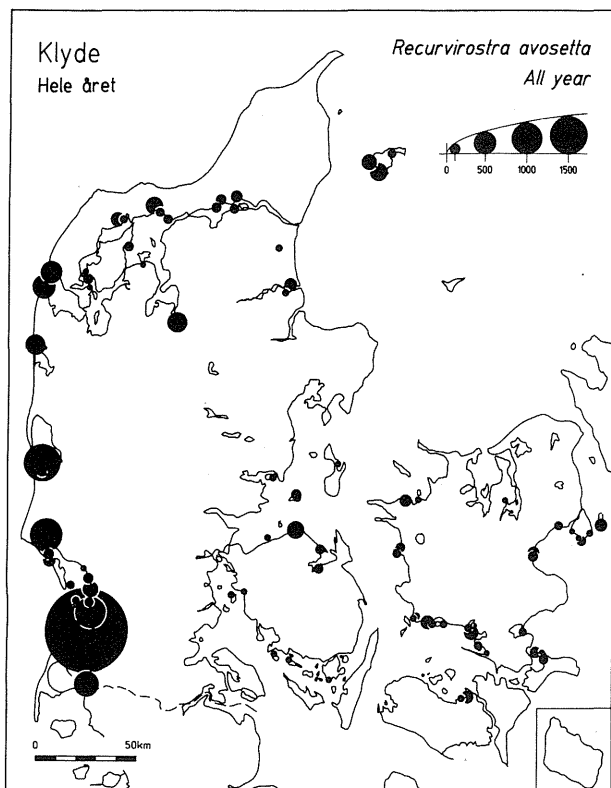 Klyde
Hele året
Recurvirostra avosetta
All year
0 500 1000 1500
0 50km